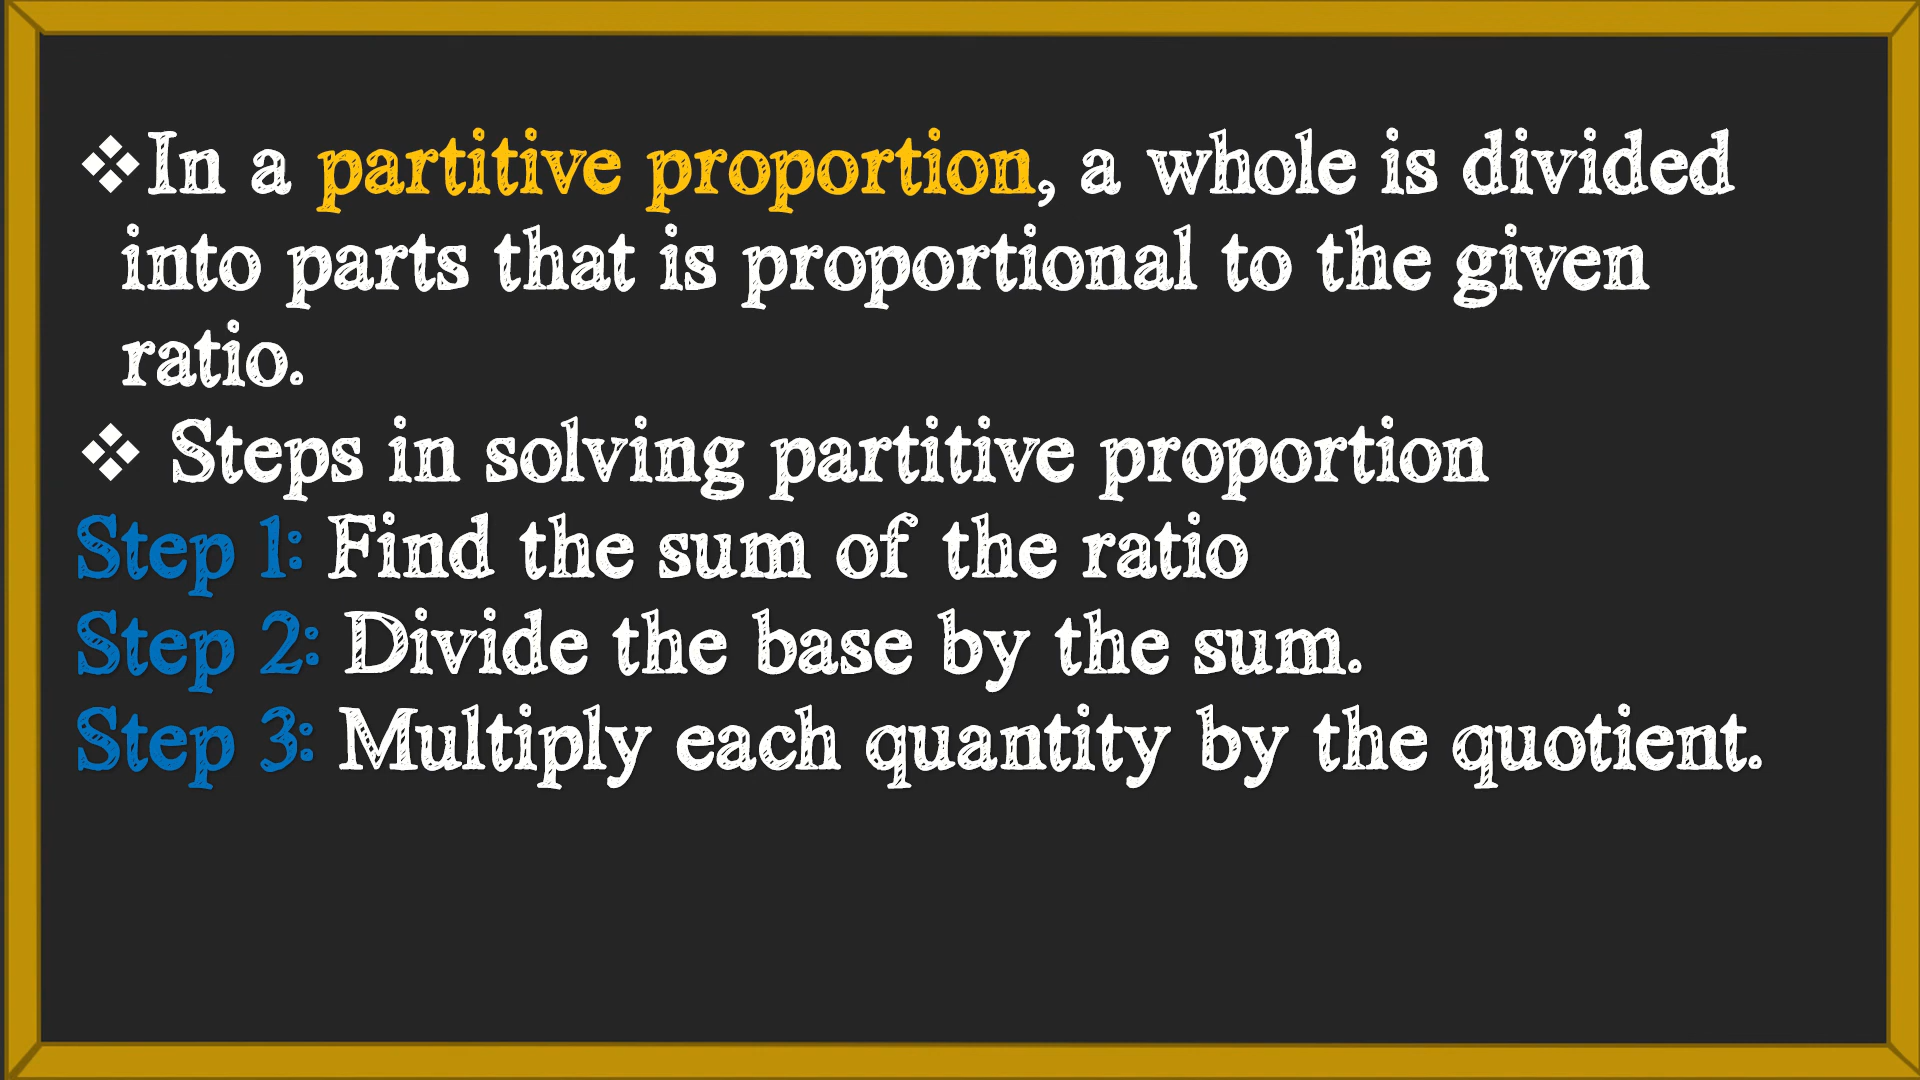 ❖In a partitive proportion, a whole is divided
into parts that is proportional to the given
ratio.
❖ Steps in solving partitive proportion
Step 1: Find the sum of the ratio
Step 2: Divide the base by the sum.
Step 3: Multiply each quantity by the quotient.